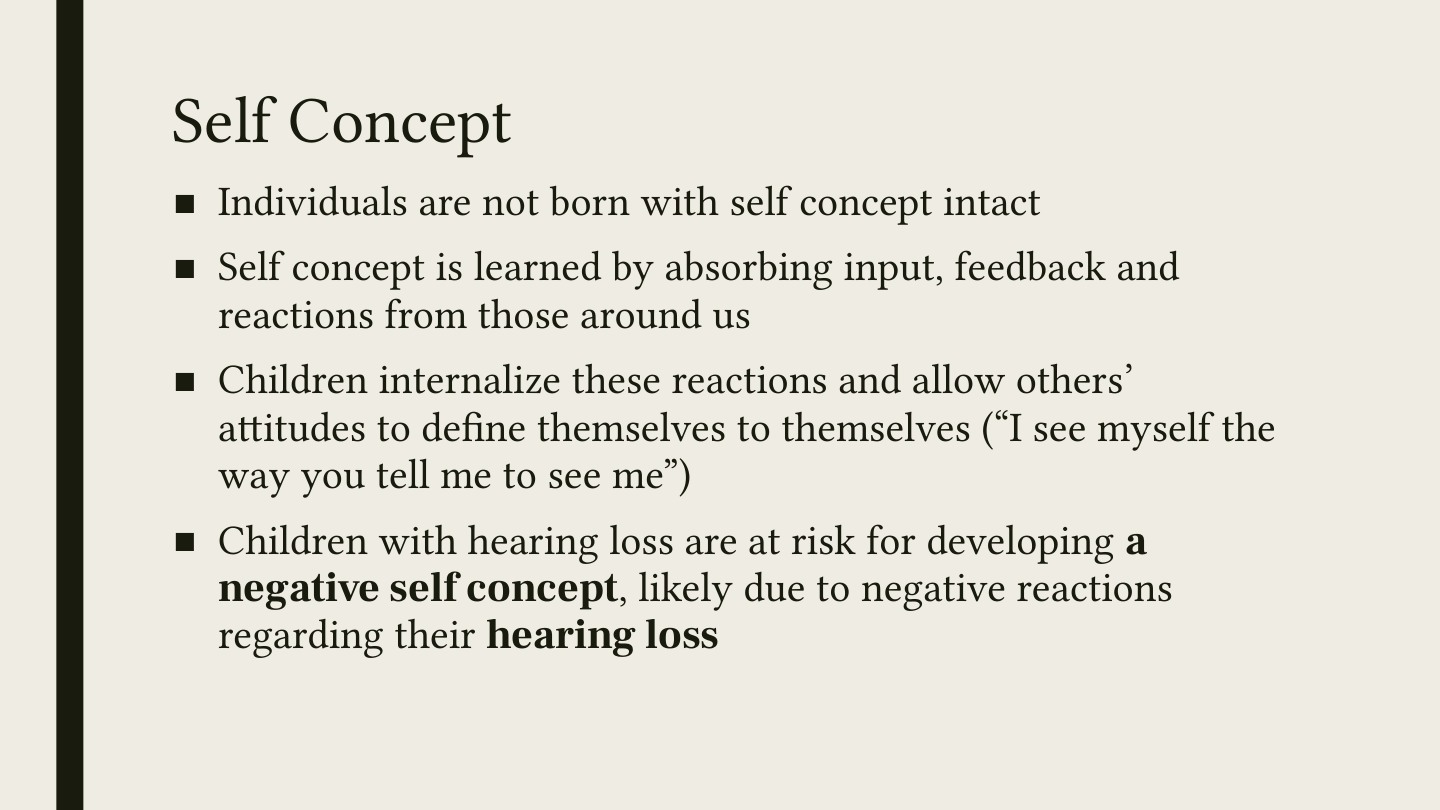 Self Concept
■ Individuals are not born with self concept intact
■ Self concept is learned by absorbing input, feedback and
reactions from those around us
■ Children internalize these reactions and allow others’
attitudes to define themselves to themselves (“I see myself the
way you tell me to see me”)
■ Children with hearing loss are at risk for developing a
negative self concept, likely due to negative reactions
regarding their hearing loss